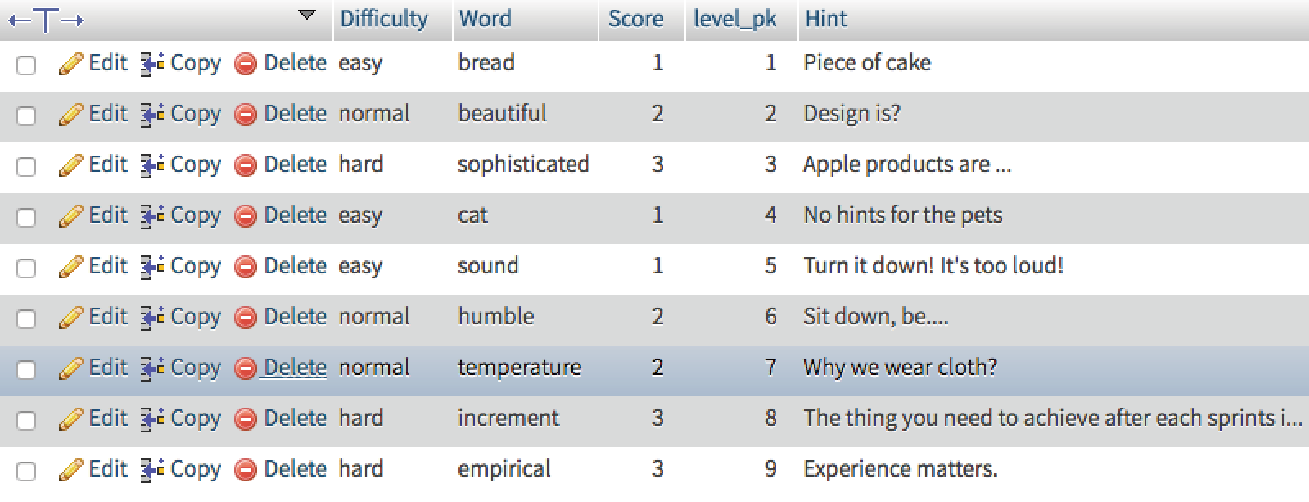 Difficulty Word Score level_pk Hint
Edit Copy Delete easy bread 1 1 Piece of cake
Edit Copy Delete normal beautiful 2 2 Design is?
Edit Copy Delete hard sophisticated 3 3 Apple products are ...
Edit Copy Delete easy cat 1 4 No hints for the pets
Edit Copy Delete easy sound 1 5 Turn it down! It's too loud!
Edit Copy Delete normal humble 2 6 Sit down, be....
Edit Copy Delete normal temperature 2 7 Why we wear cloth?
Edit Copy Delete hard increment 3 8 The thing you need to achieve after each sprints i...
Edit Copy Delete hard empirical 3 9 Experience matters.